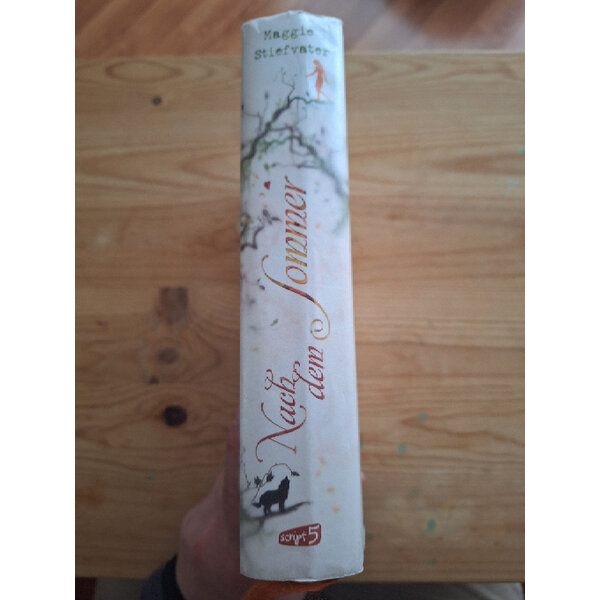 Maggie
Stiefvater
Nach
dem
Sommer
script 5